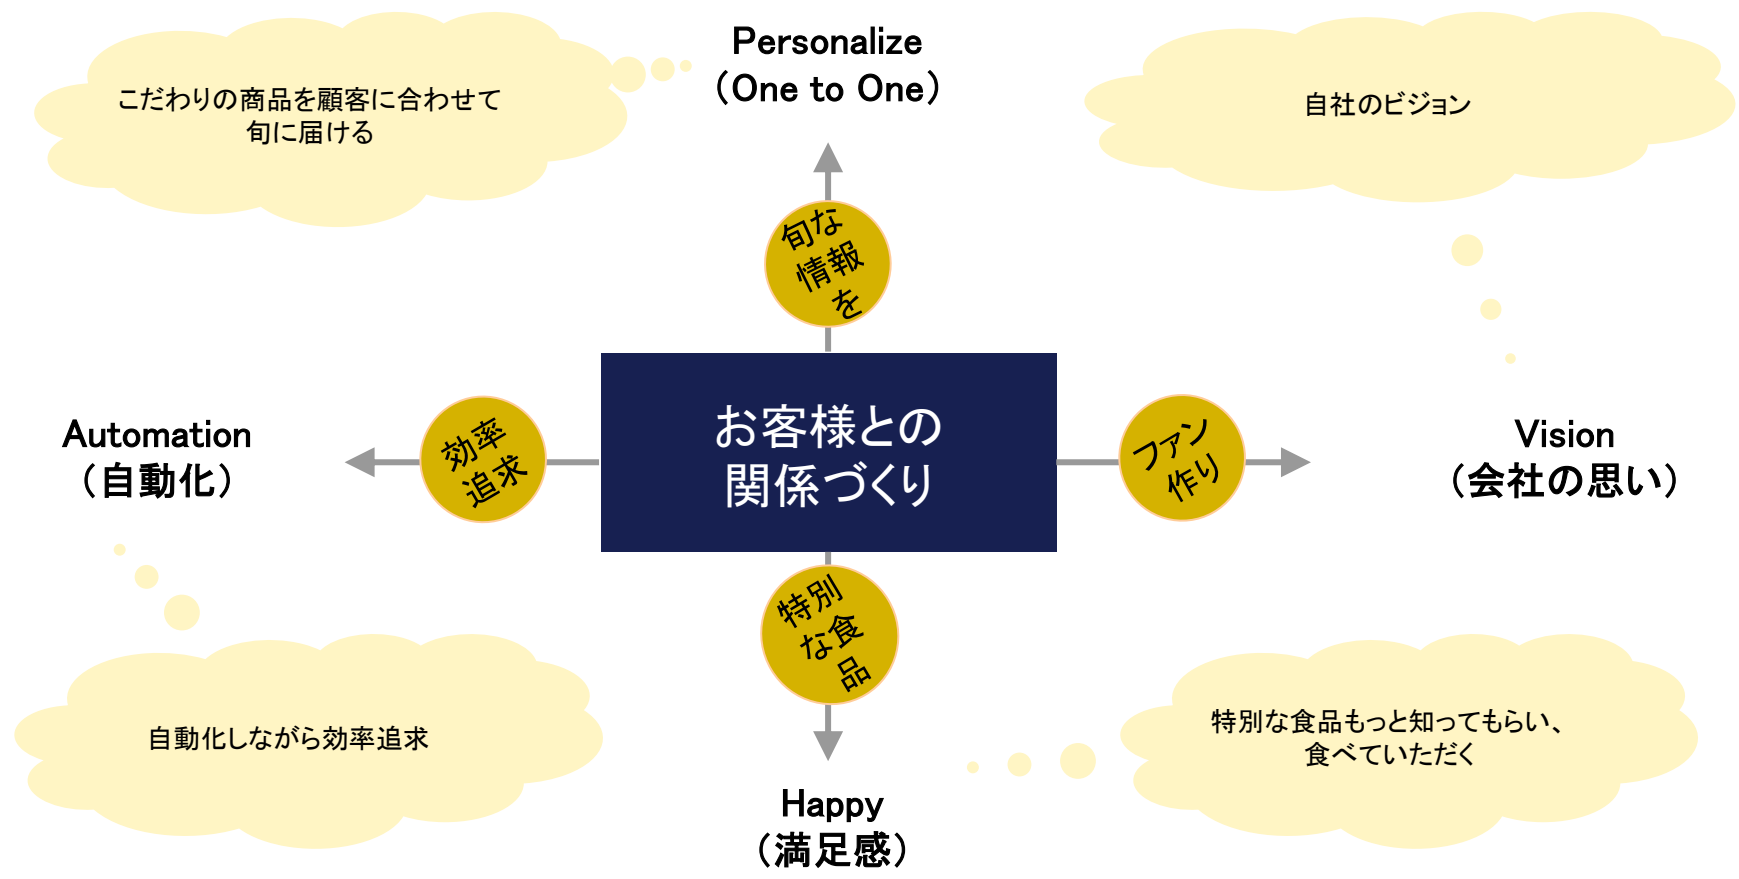 Personalize
（One to One）
こだわりの商品を顧客に合わせて
旬に届ける
自社のビジョン
旬な
情報
を
Automation
（自動化）
効率
追求
お客様との
関係づくり
ファン
作り
Vision
（会社の思い）
特別
な食
品
自動化しながら効率追求
特別な食品もっと知ってもらい、
食べていただく
Happy
（満足感）